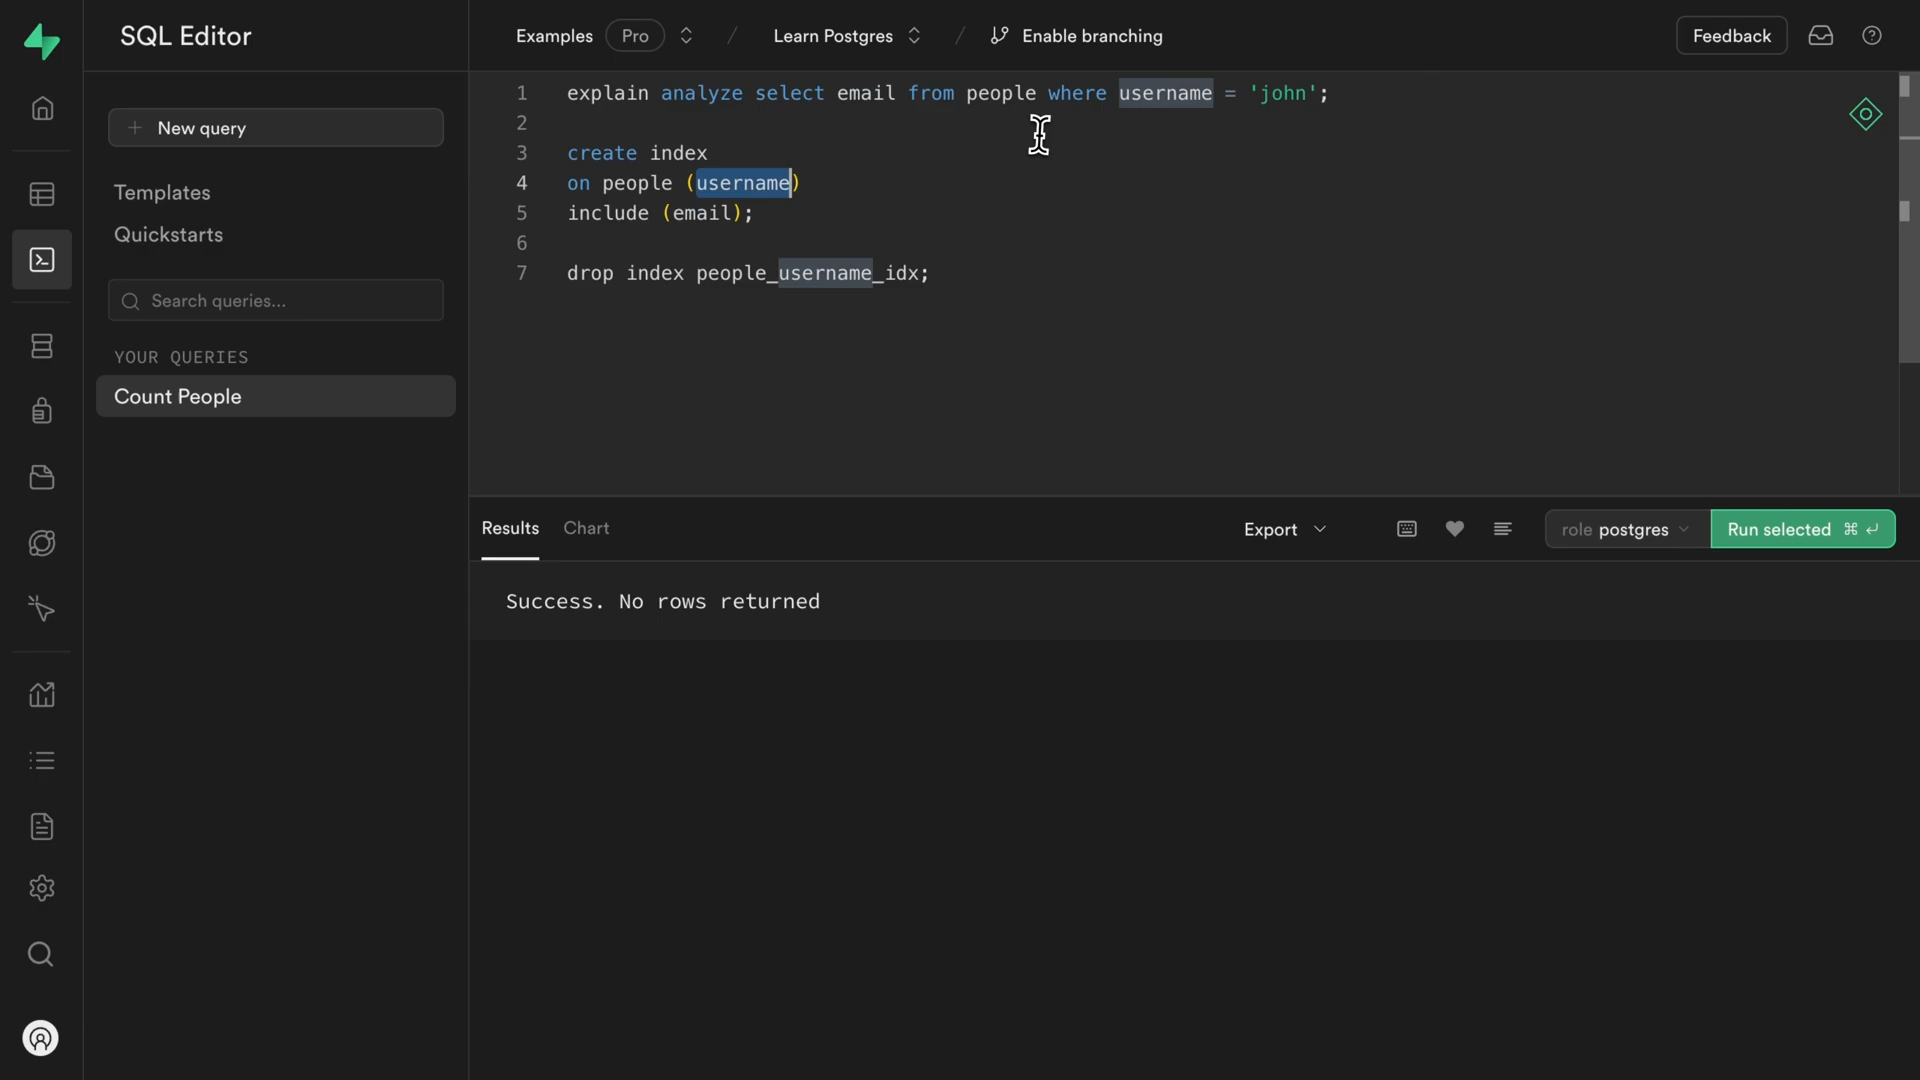 SQL Editor
Examples Pro / Learn Postgres / Enable branching
Feedback
New query
Templates
Quickstarts
Search queries...
YOUR QUERIES
Count People
1 explain analyze select email from people where username = 'john';
2
3 create index
4 on people (username)
5 include (email);
6
7 drop index people_username_idx;
Results Chart Export role postgres Run selected ⌘ ↵
Success. No rows returned